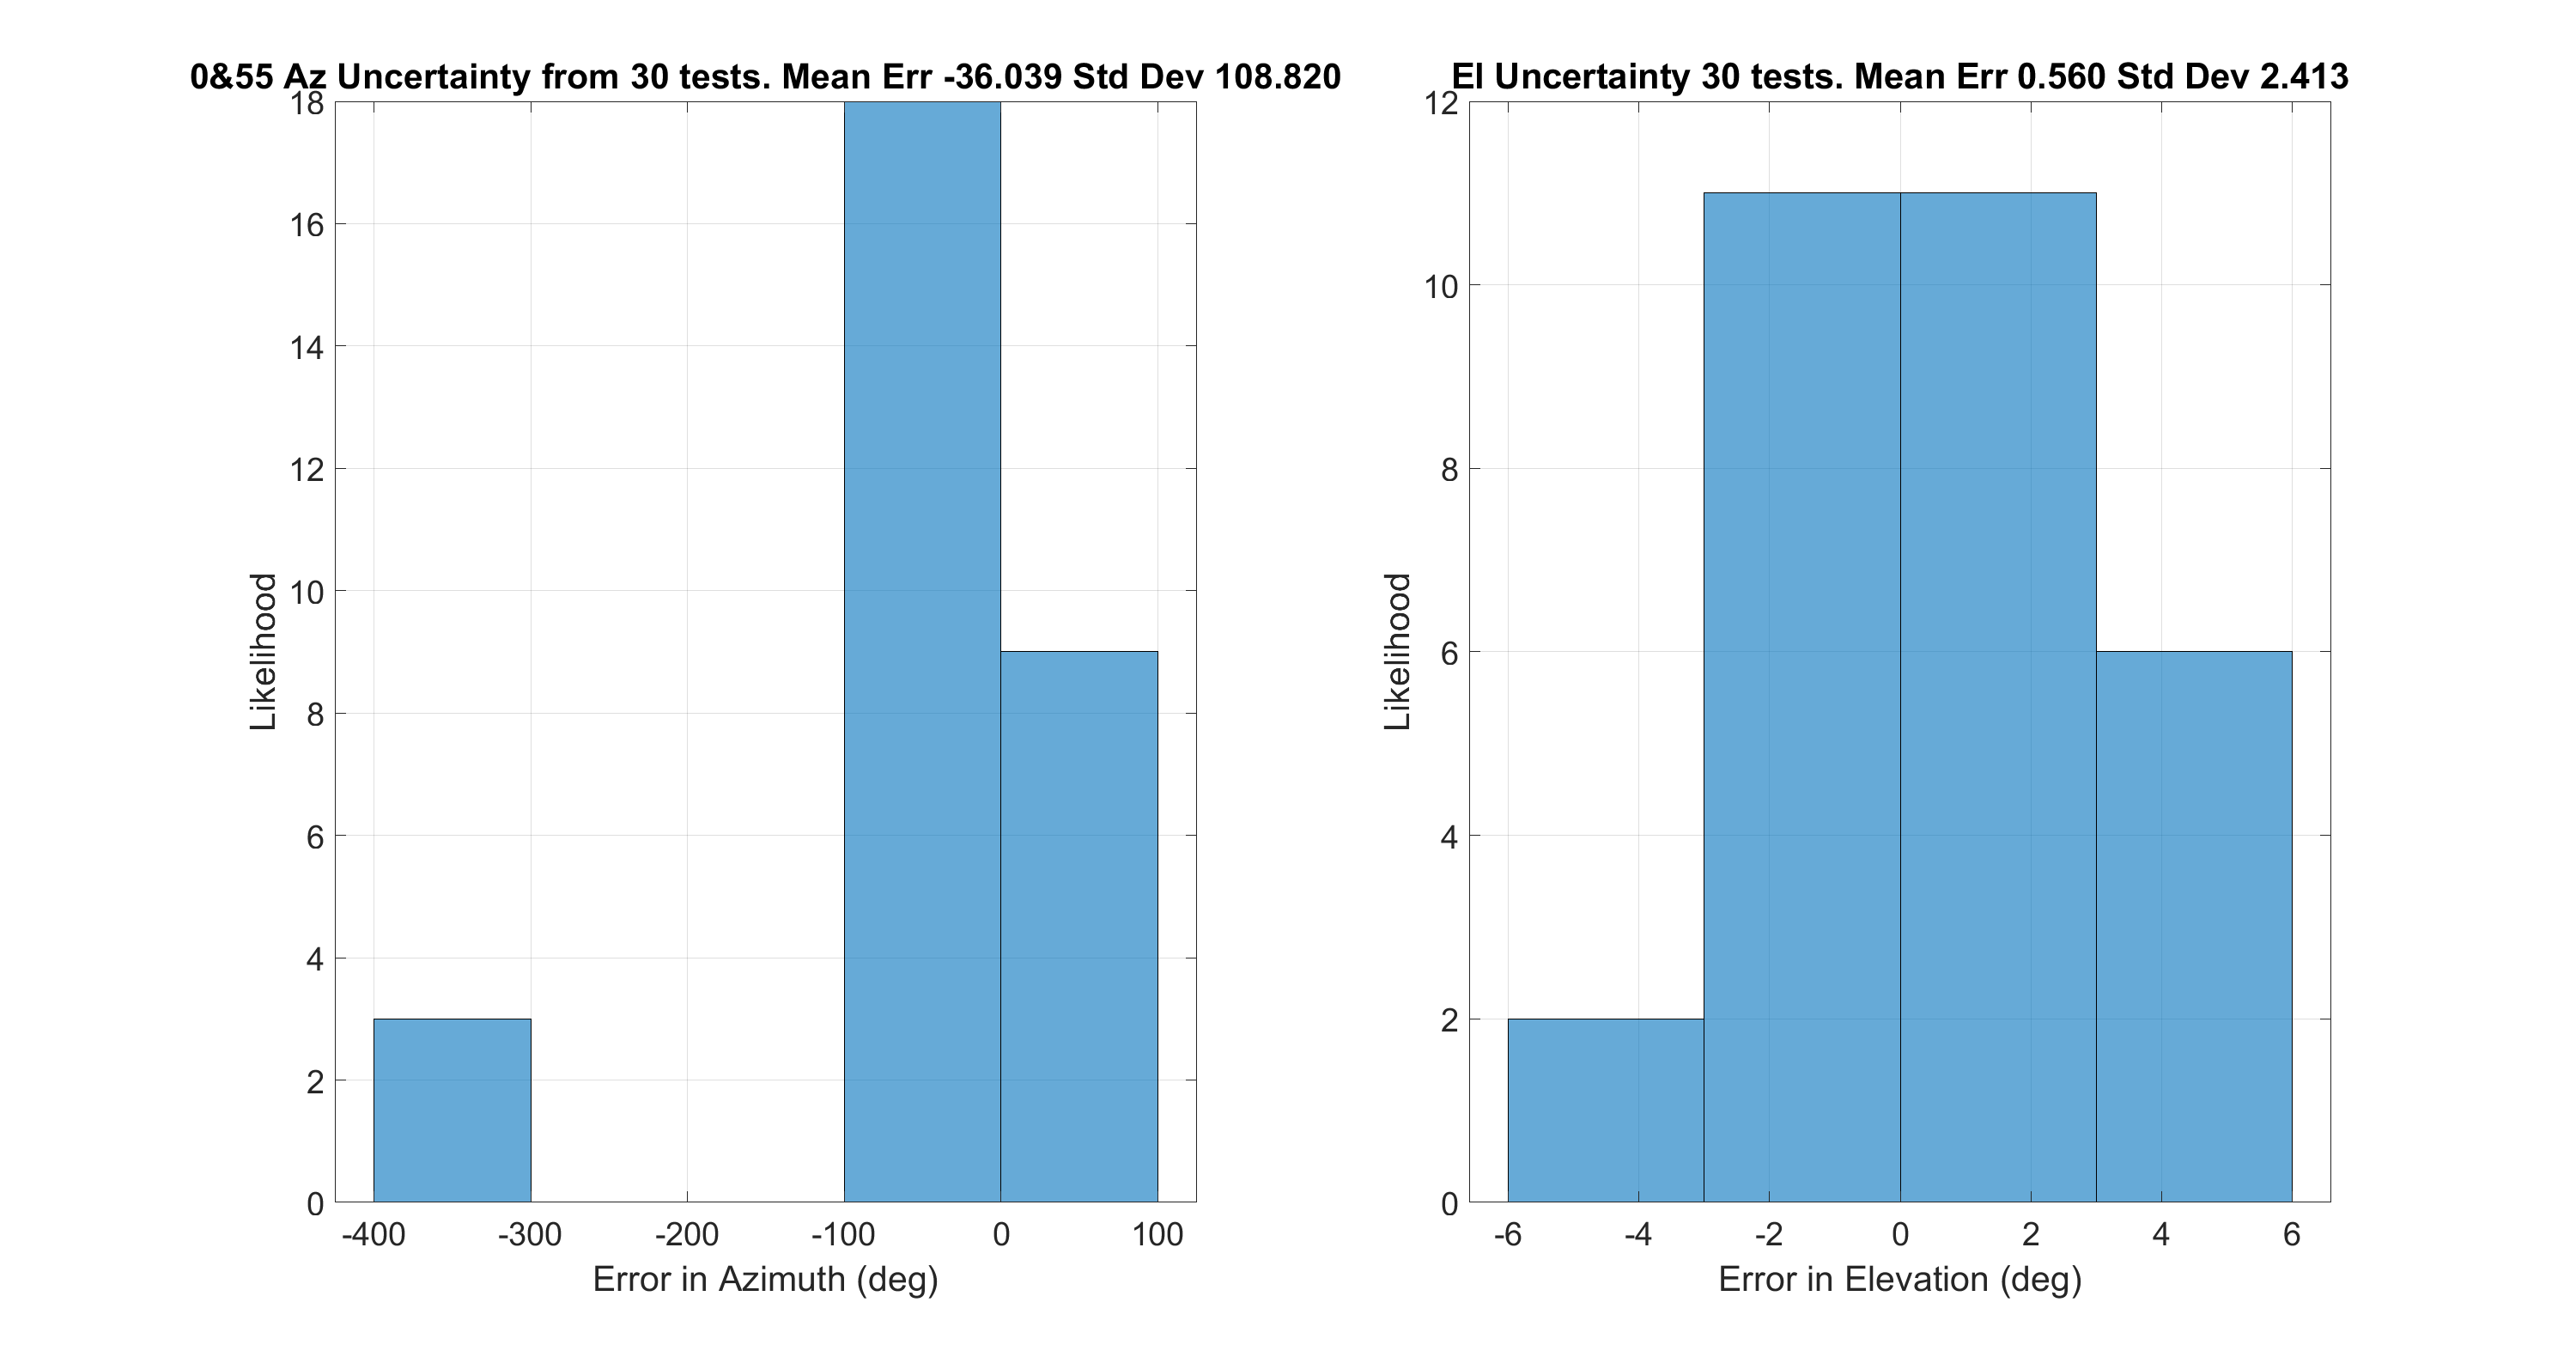 0&55 Az Uncertainty from 30 tests. Mean Err -36.039 Std Dev 108.820
18
16
14
12
10
8
6
4
2
0
Likelihood
-400 -300 -200 -100 0 100
Error in Azimuth (deg)
El Uncertainty 30 tests. Mean Err 0.560 Std Dev 2.413
12
10
8
6
4
2
0
Likelihood
-6 -4 -2 0 2 4 6
Error in Elevation (deg)